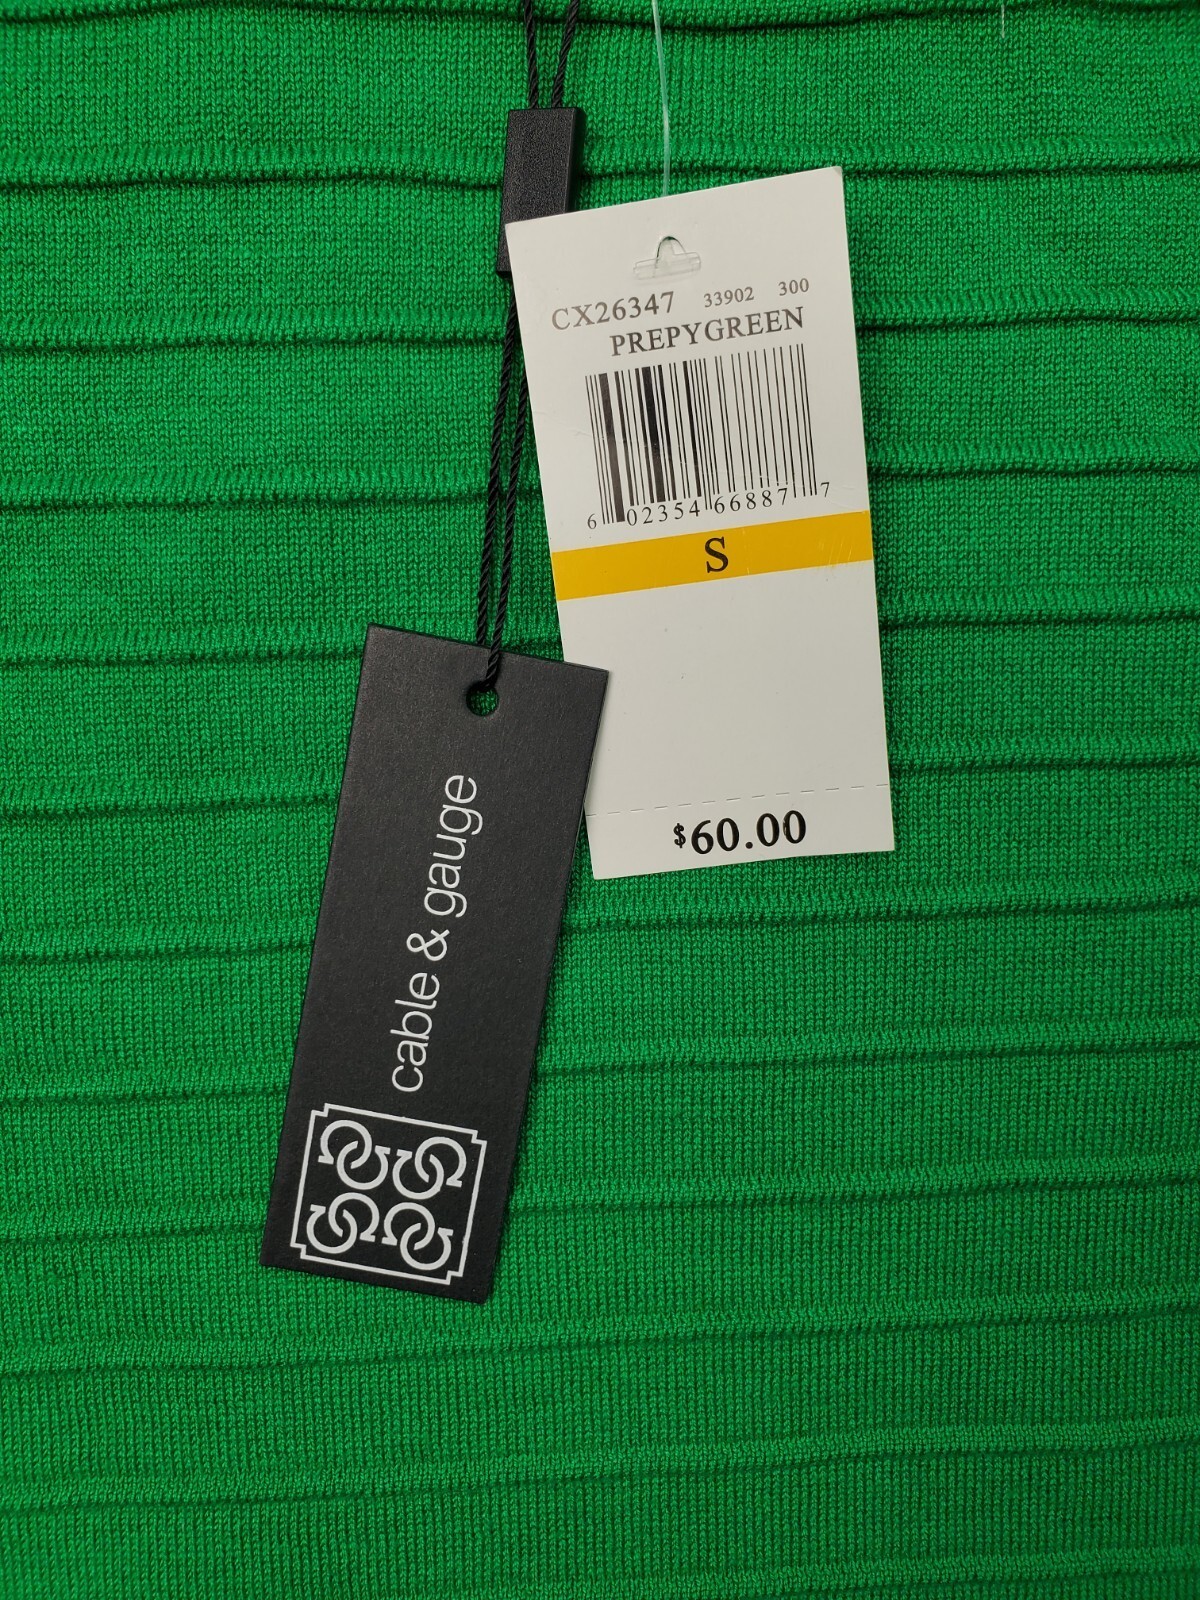 CX26347 33902 300
PREPYGREEN
6 02354 66887 7
S
$60.00
cable & gauge